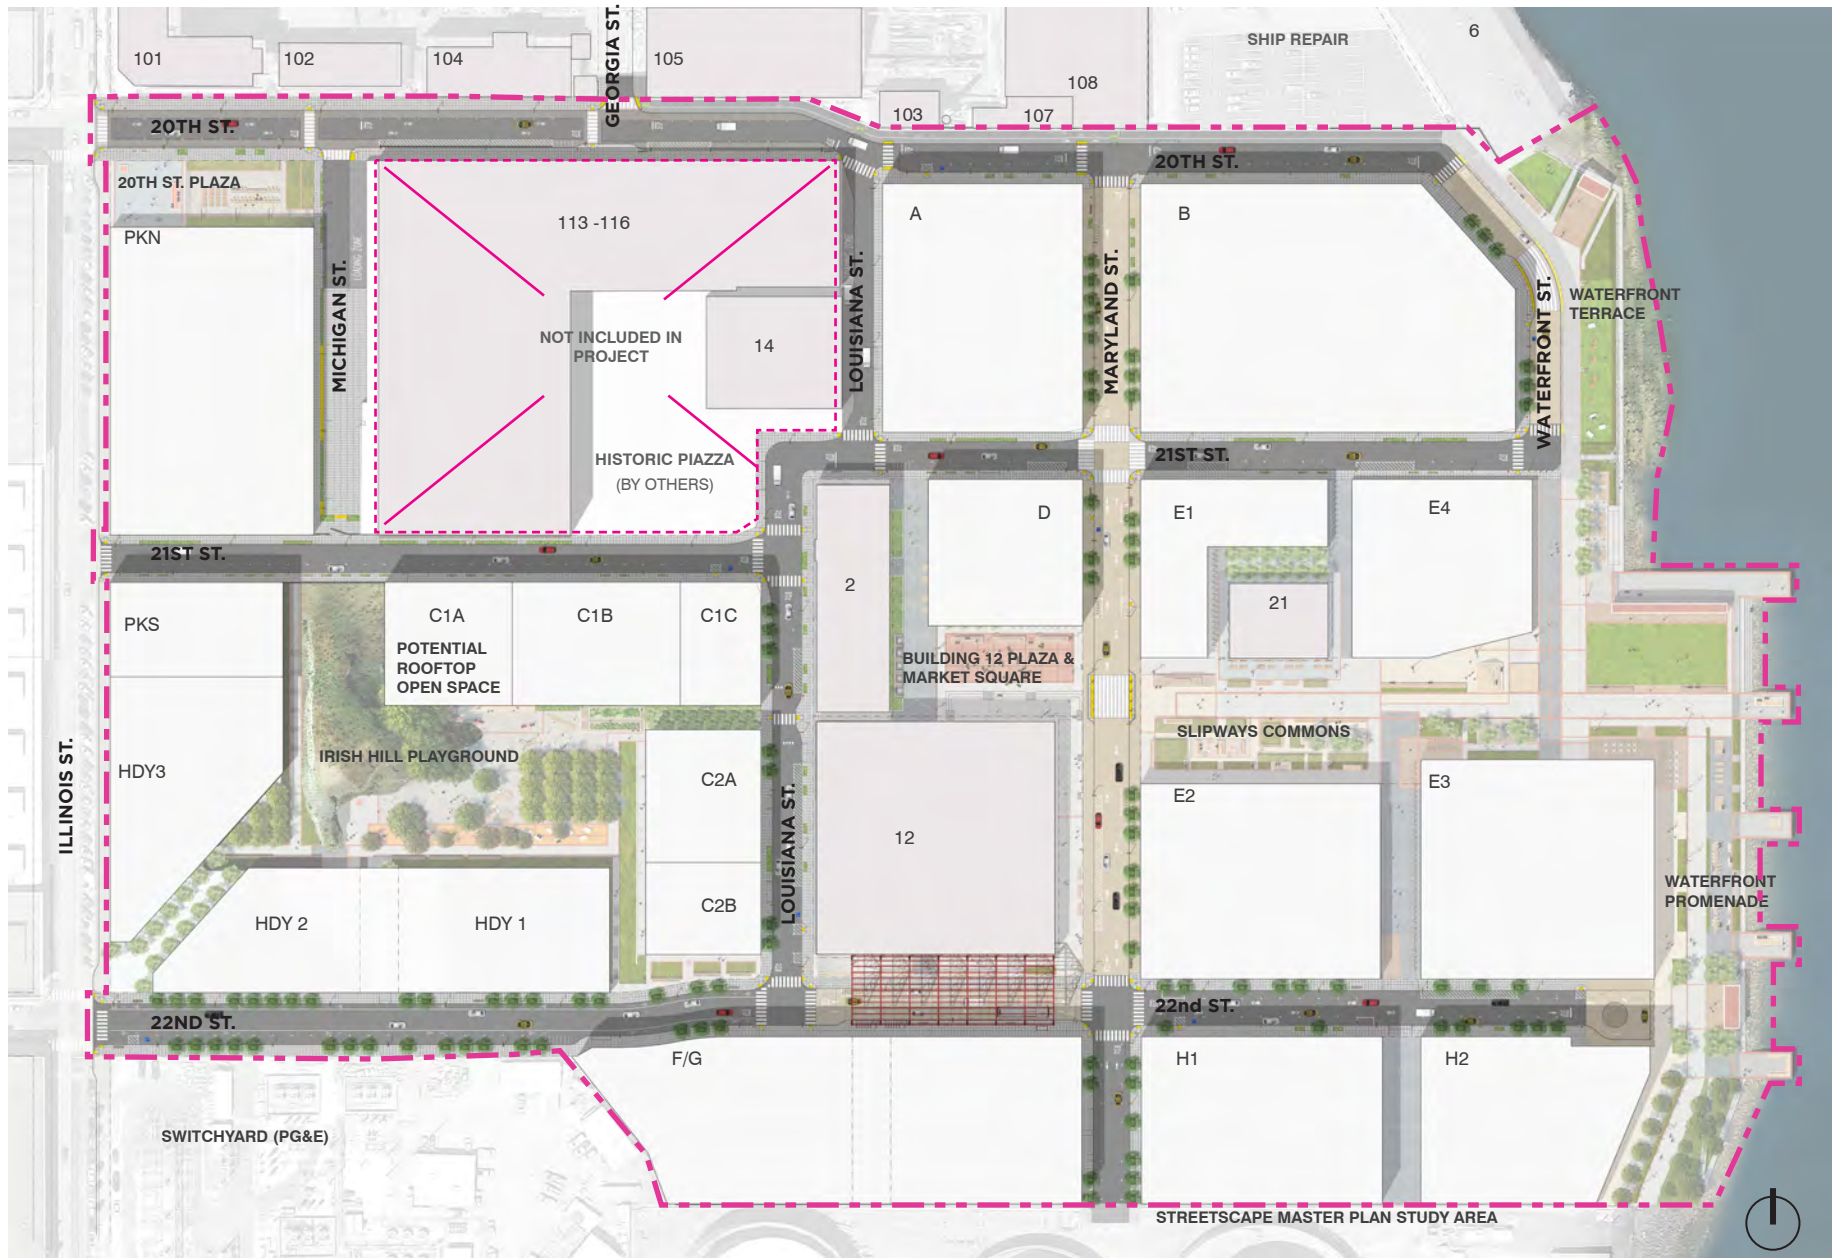 6
SHIP REPAIR
101
102
104
GEORGIA ST.
105
108
103
107
20TH ST.
20TH ST.
20TH ST. PLAZA
PKN
MICHIGAN ST.
LOADING ZONE
113 -116
NOT INCLUDED IN
PROJECT
14
HISTORIC PIAZZA
(BY OTHERS)
LOUISIANA ST.
A
MARYLAND ST.
B
WATERFRONT ST.
WATERFRONT
TERRACE
21ST ST.
21ST ST.
PKS
C1A
C1B
C1C
POTENTIAL
ROOFTOP
OPEN SPACE
2
D
E1
E4
21
BUILDING 12 PLAZA &
MARKET SQUARE
SLIPWAYS COMMONS
ILLINOIS ST.
HDY3
IRISH HILL PLAYGROUND
C2A
LOUISIANA ST.
12
E2
E3
WATERFRONT
PROMENADE
HDY 2
HDY 1
C2B
22ND ST.
22nd ST.
F/G
H1
H2
SWITCHYARD (PG&E)
STREETSCAPE MASTER PLAN STUDY AREA